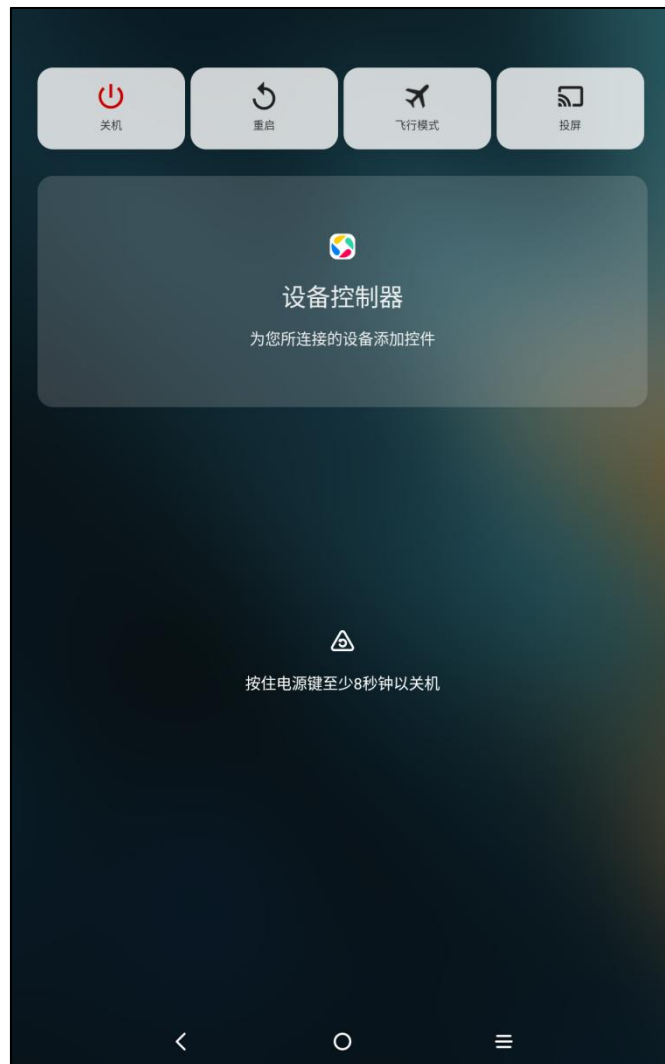 关机
重启
飞行模式
投屏
设备控制器
为您所连接的设备添加控件
按住电源键至少8秒钟以关机